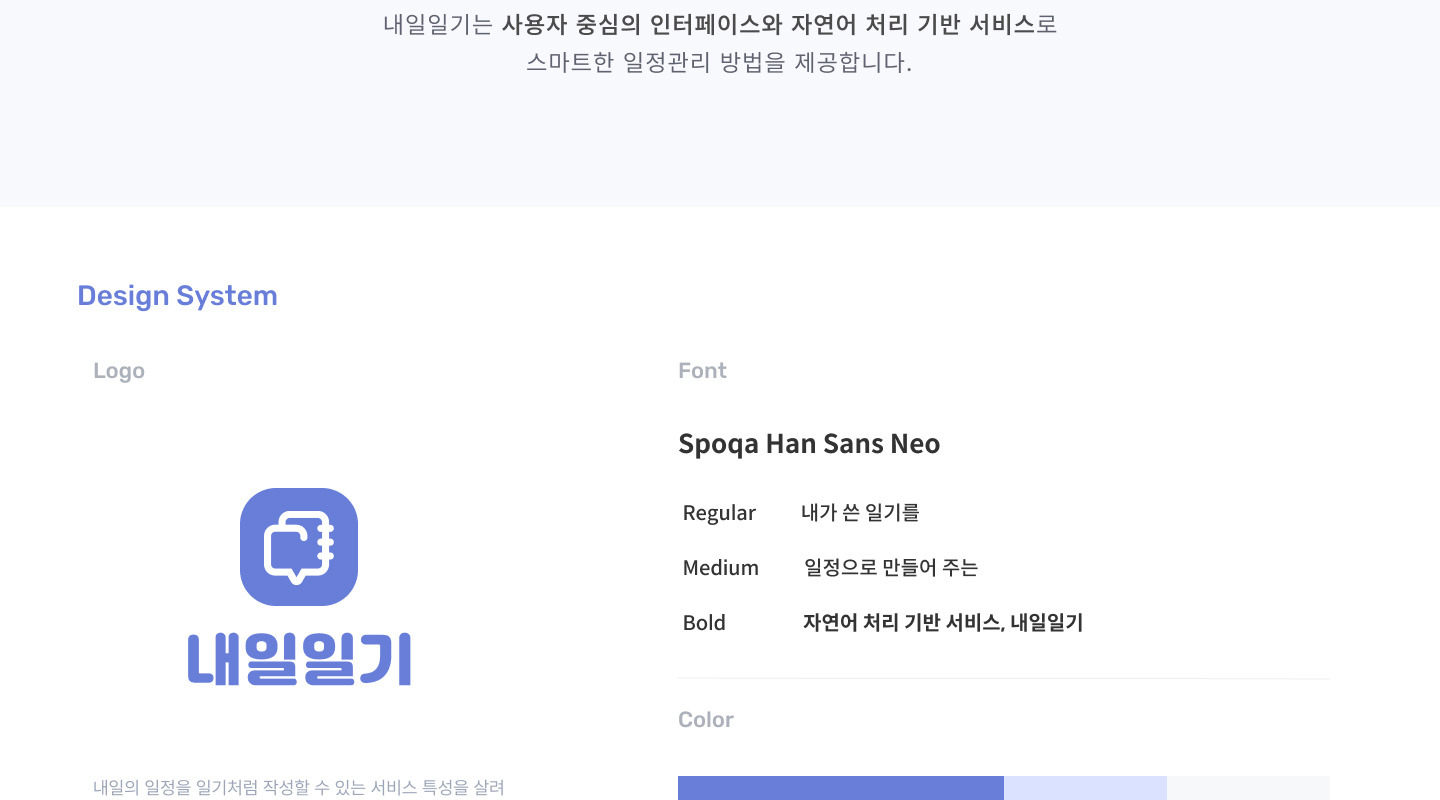 내일일기는 사용자 중심의 인터페이스와 자연어 처리 기반 서비스로
스마트한 일정관리 방법을 제공합니다.
Design System
Logo
내일일기
내일의 일정을 일기처럼 작성할 수 있는 서비스 특성을 살려
Font
Spoqa Han Sans Neo
Regular 내가 쓴 일기를
Medium 일정으로 만들어 주는
Bold 자연어 처리 기반 서비스, 내일일기
Color